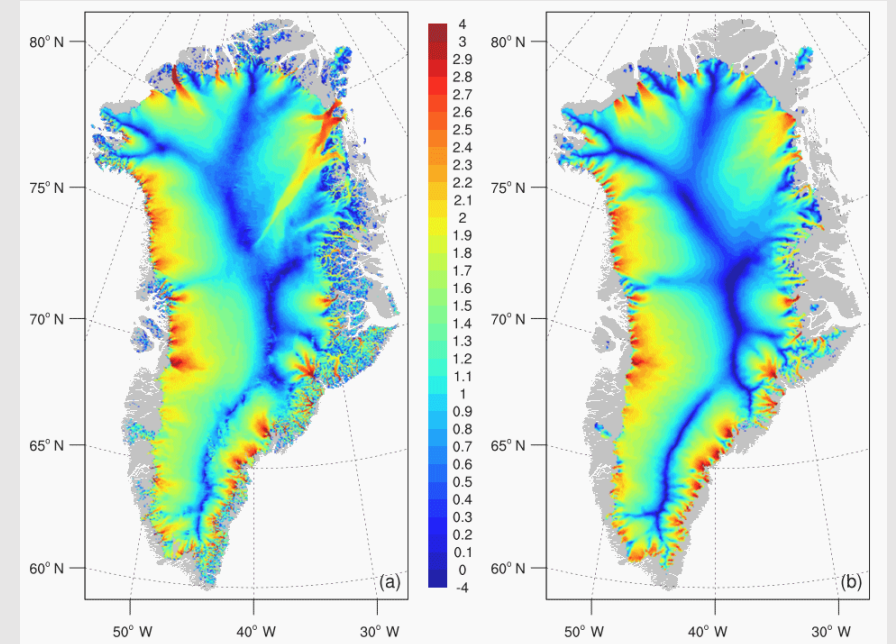 80° N
75° N
70° N
65° N
60° N
50° W
40° W
30° W
(a)
4
3
2.9
2.8
2.7
2.6
2.5
2.4
2.3
2.2
2.1
2
1.9
1.8
1.7
1.6
1.5
1.4
1.3
1.2
1.1
1
0.9
0.8
0.7
0.6
0.5
0.4
0.3
0.2
0.1
0
-4
80° N
75° N
70° N
65° N
60° N
50° W
40° W
30° W
(b)